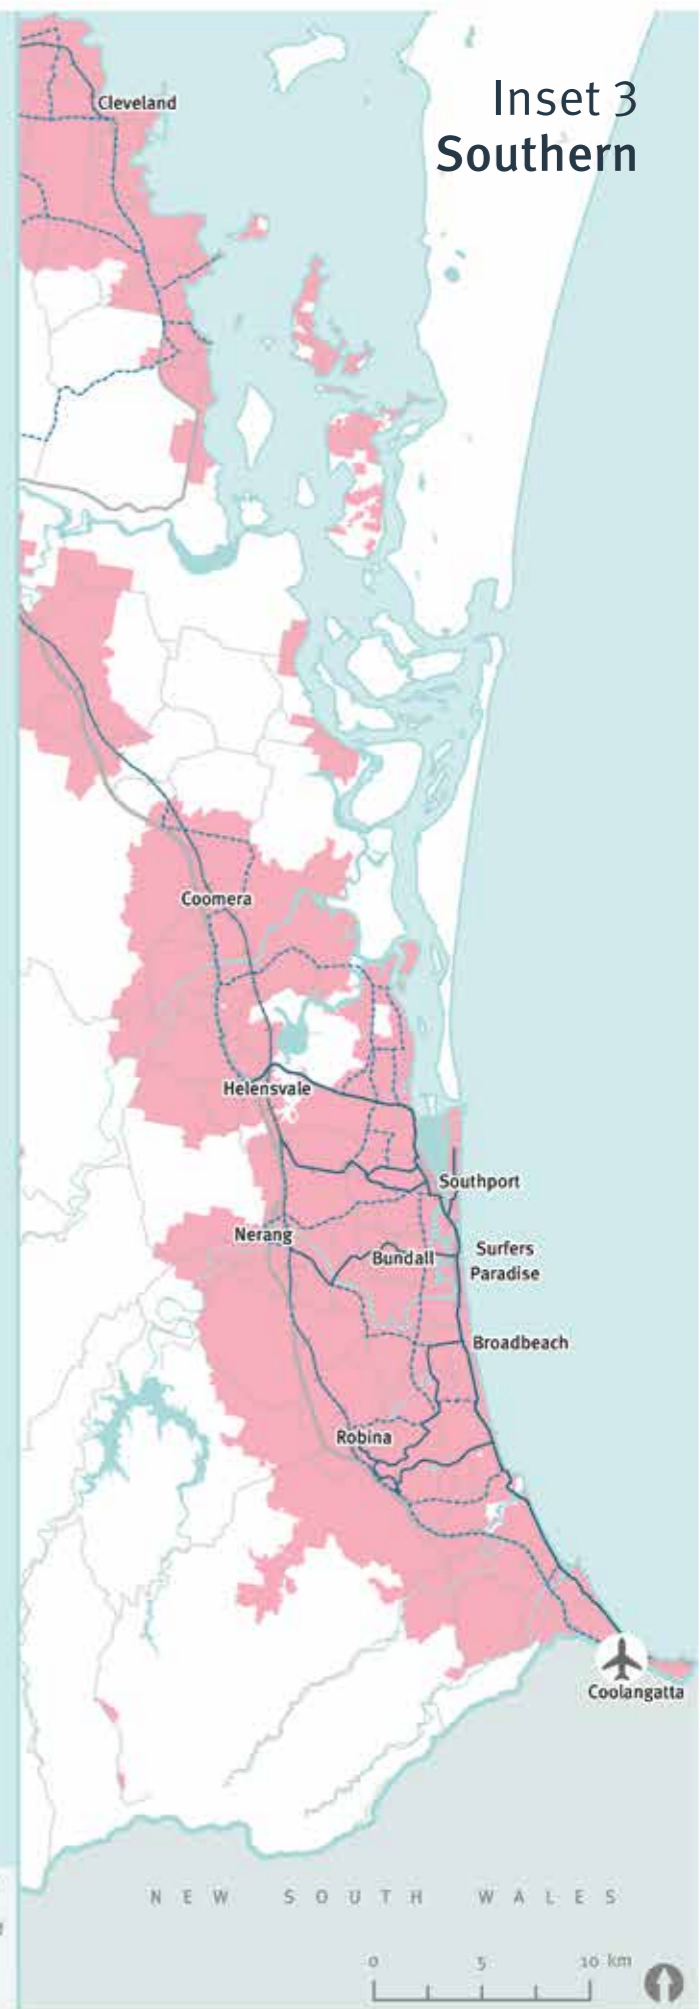 Inset 3
Southern
Cleveland
Coomera
Helensvale
Southport
Nerang
Bundall
Surfers
Paradise
Broadbeach
Robina
Coolangatta
NEW SOUTH WALES
0 5 10 km